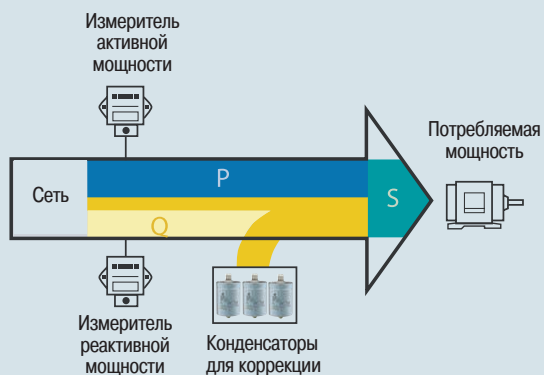 Измеритель
активной
мощности
Потребляемая
мощность
Сеть
P
S
Q
Измеритель
реактивной
мощности
Конденсаторы
для коррекции